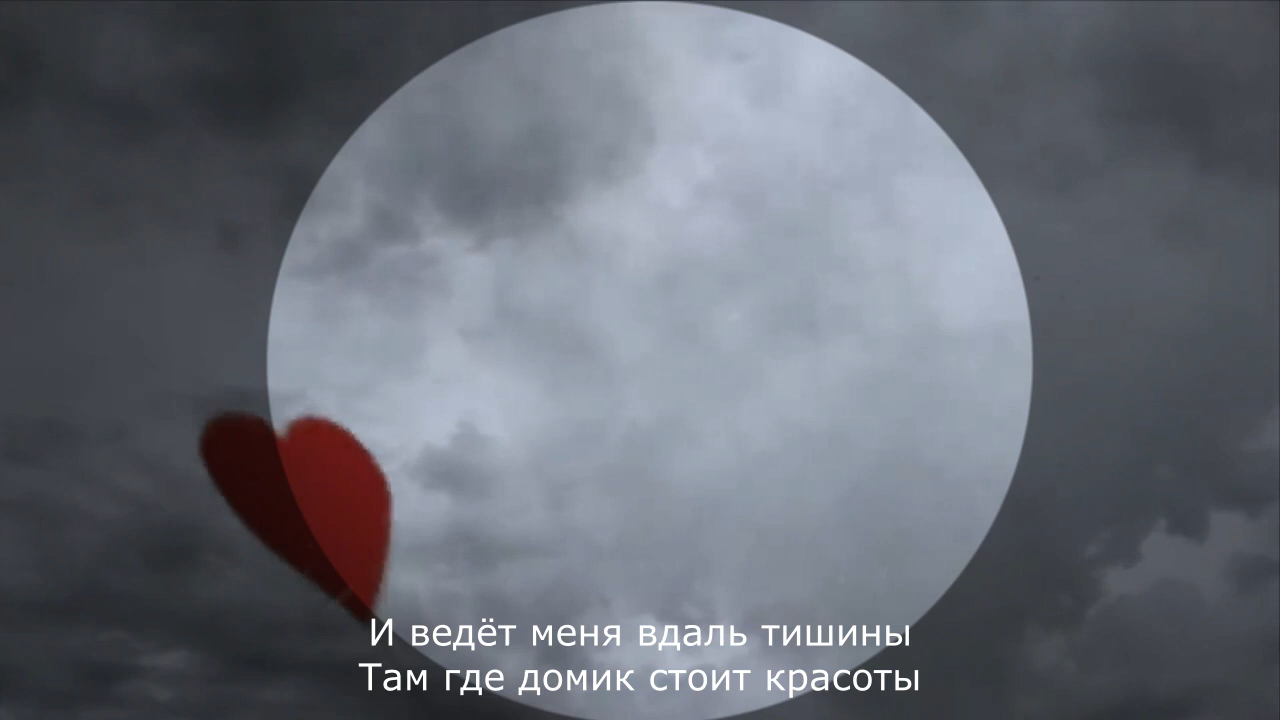 И ведёт меня вдаль тишины
Там где домик стоит красоты